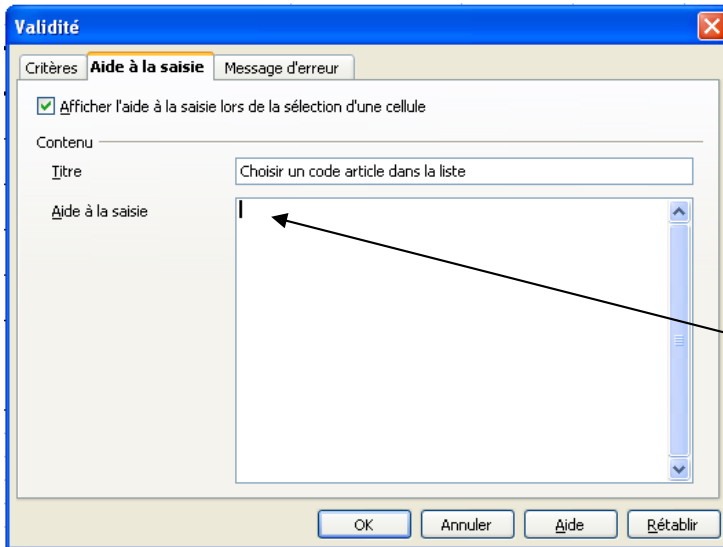 Validité
Critères Aide à la saisie Message d'erreur
Afficher l'aide à la saisie lors de la sélection d'une cellule
Contenu
Titre Choisir un code article dans la liste
Aide à la saisie
OK Annuler Aide Rétablir